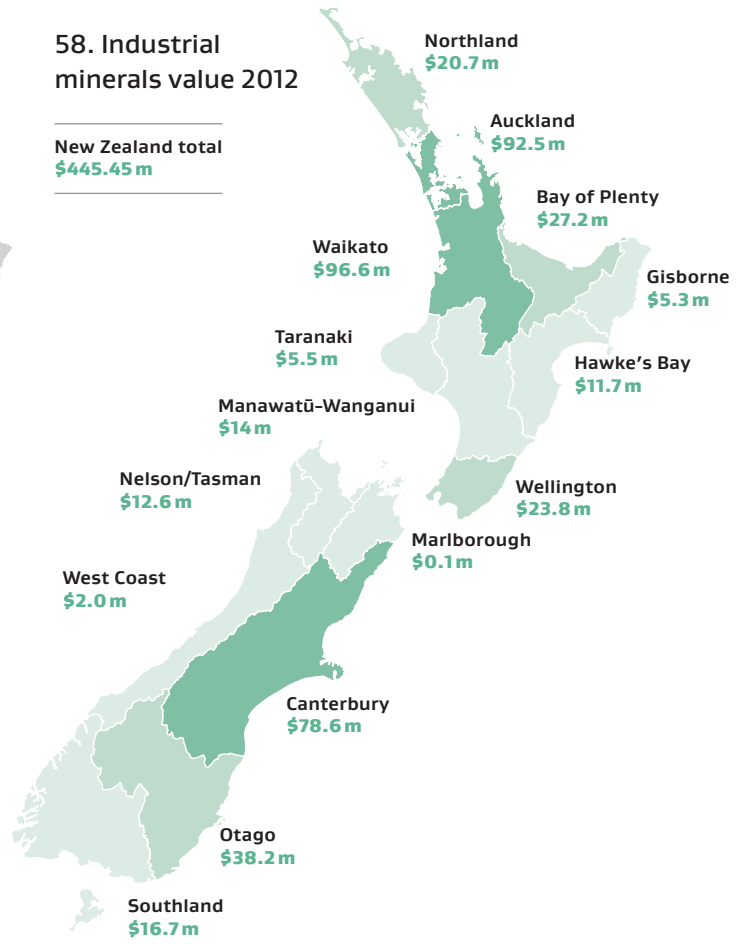 58. Industrial
minerals value 2012
New Zealand total
$445.45 m
Northland
$20.7 m
Auckland
$92.5 m
Bay of Plenty
$27.2 m
Waikato
$96.6 m
Gisborne
$5.3 m
Taranaki
$5.5 m
Hawke’s Bay
$11.7 m
Manawatū-Wanganui
$14 m
Nelson/Tasman
$12.6 m
Wellington
$23.8 m
Marlborough
$0.1 m
West Coast
$2.0 m
Canterbury
$78.6 m
Otago
$38.2 m
Southland
$16.7 m